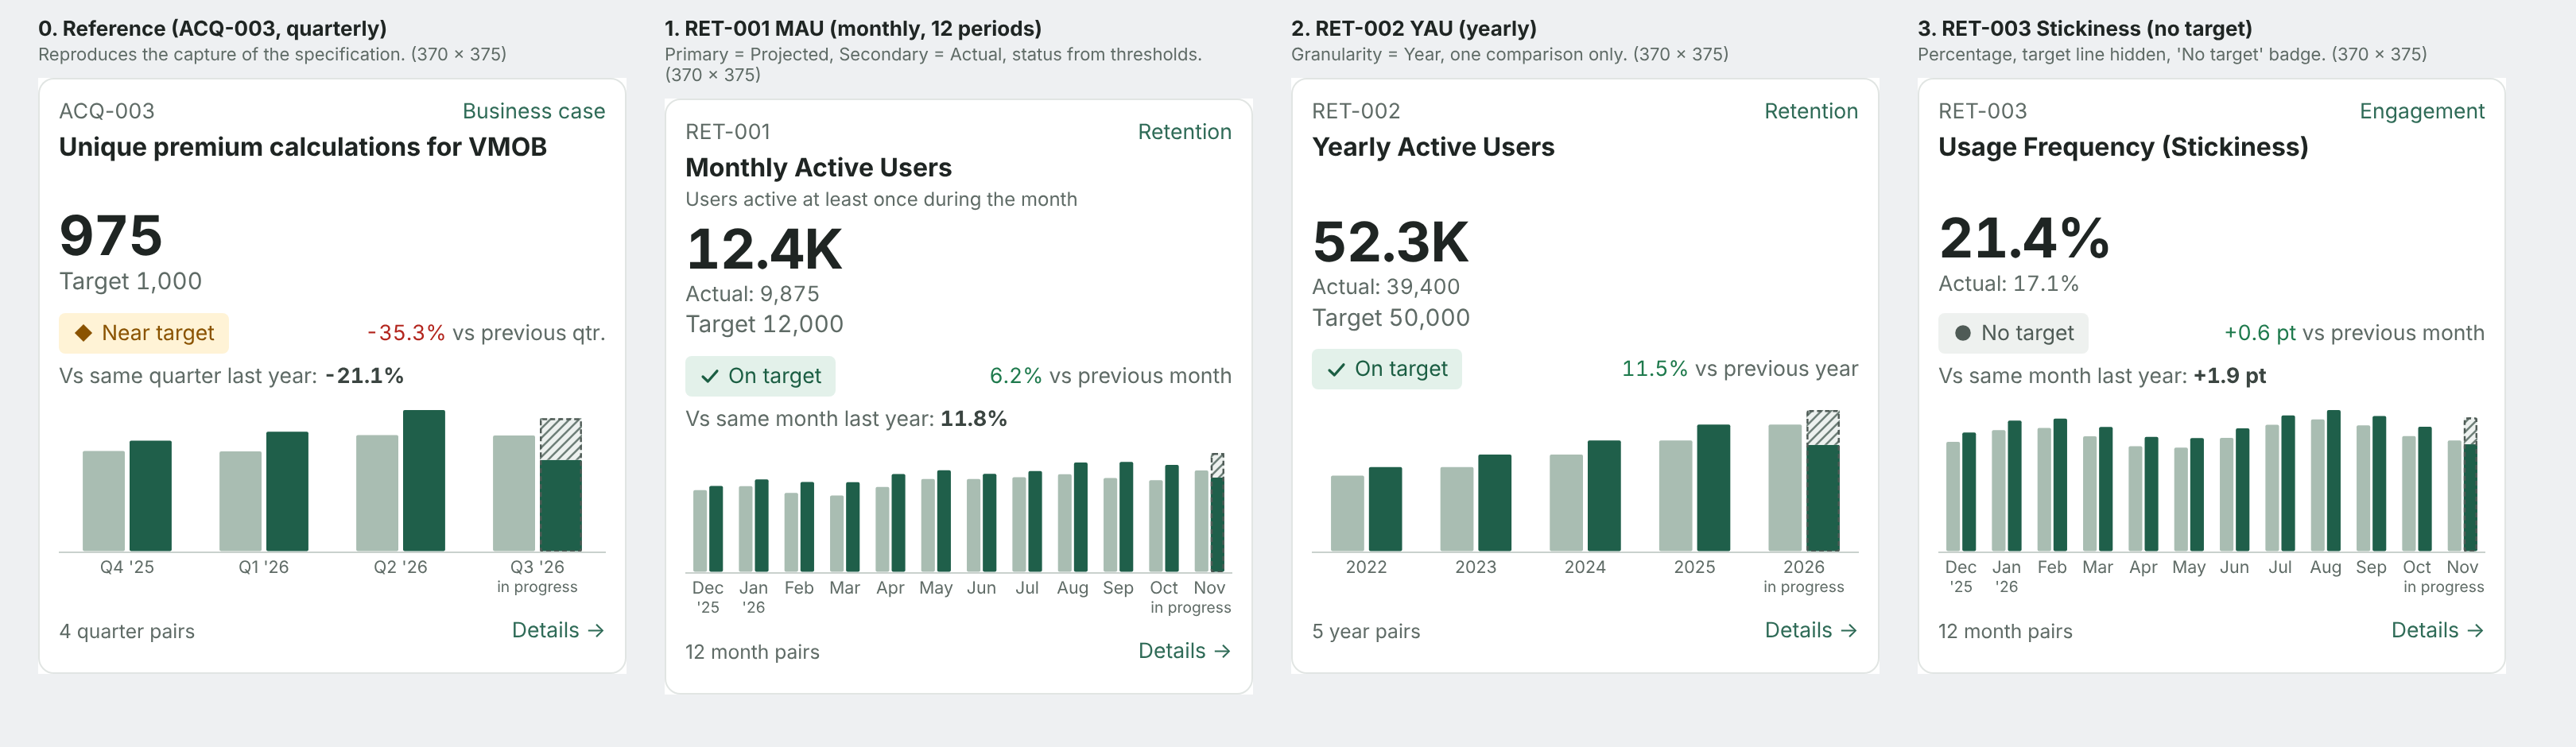 0. Reference (ACQ-003, quarterly)
Reproduces the capture of the specification. (370 × 375)
ACQ-003
Business case
Unique premium calculations for VMOB
975
Target 1,000
◆ Near target
-35.3% vs previous qtr.
Vs same quarter last year: -21.1%
Q4 '25 Q1 '26 Q2 '26 Q3 '26
in progress
4 quarter pairs
Details →
1. RET-001 MAU (monthly, 12 periods)
Primary = Projected, Secondary = Actual, status from thresholds.
(370 × 375)
RET-001
Retention
Monthly Active Users
Users active at least once during the month
12.4K
Actual: 9,875
Target 12,000
✓ On target
6.2% vs previous month
Vs same month last year: 11.8%
Dec Jan Feb Mar Apr May Jun Jul Aug Sep Oct Nov
'25 '26 in progress
12 month pairs
Details →
2. RET-002 YAU (yearly)
Granularity = Year, one comparison only. (370 × 375)
RET-002
Retention
Yearly Active Users
52.3K
Actual: 39,400
Target 50,000
✓ On target
11.5% vs previous year
2022 2023 2024 2025 2026
in progress
5 year pairs
Details →
3. RET-003 Stickiness (no target)
Percentage, target line hidden, 'No target' badge. (370 × 375)
RET-003
Engagement
Usage Frequency (Stickiness)
21.4%
Actual: 17.1%
● No target
+0.6 pt vs previous month
Vs same month last year: +1.9 pt
Dec Jan Feb Mar Apr May Jun Jul Aug Sep Oct Nov
'25 '26 in progress
12 month pairs
Details →